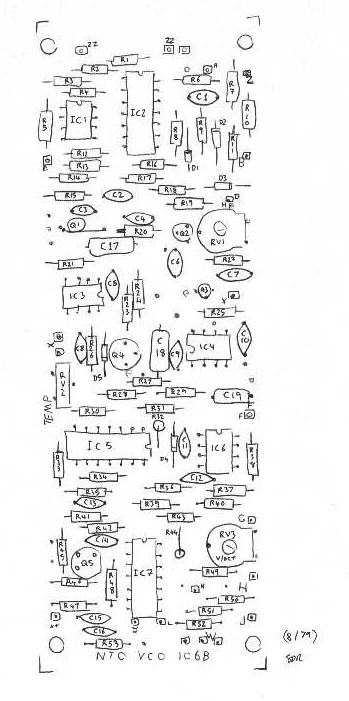 ZZ ZZ
R1
R2
R3 R6 A
R4 C1 R7
R5 IC1 IC2 R8 R9 D2 R10
R11
R12 D1
R13 R16
R14 R17 D3
R15 C2 R18
C3 R19
C4
Q1 R20 Q2 RV1
C17
R21 C6 R22
C7
IC3 C5 R23 R24 Q3
R25
X
C8 R26 Q4 C18 C9 IC4 C10
D5
RV2 R27
TEMP R28 R29 C19
R30 R31 F
R32
IC5 D4 C11 IC6
R33 R38
R34 C12
R35 R36 R37
C13 R39 R40
R41 R43
R42 G
C14 R44 RV3
R45 V/OCT
Q5 IC7 R49
R46 R48 K H
R47 R50
R51
C15 L R52 J
C16 W
R53
NTO VCO 1C6B
(8/79)